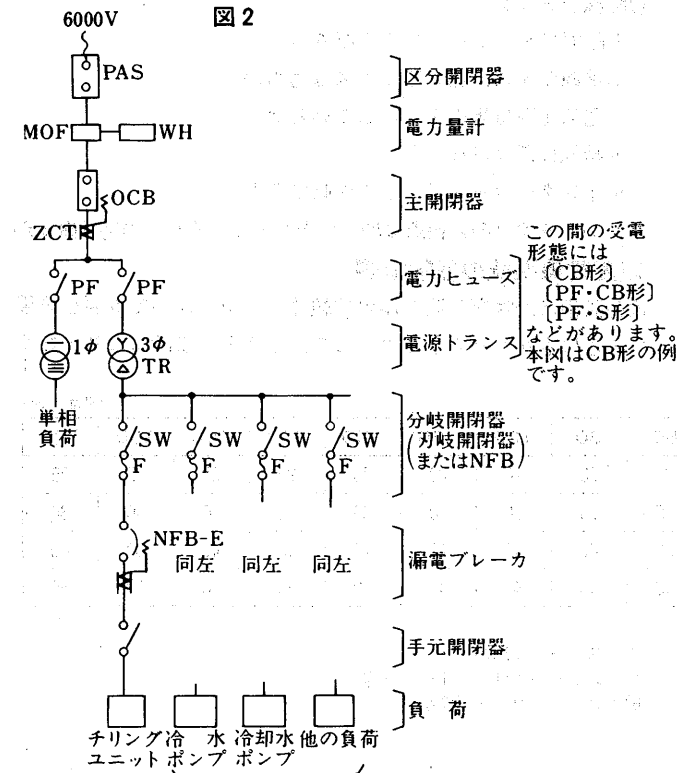 6000V
図2
PAS
区分開閉器
MOF
WH
電力量計
OCB
主開閉器
ZCT
この間の受電
形態には
〔CB形〕
〔PF・CB形〕
〔PF・S形〕
などがあります。
本図はCB形の例
です。
PF
PF
電力ヒューズ
1φ
3φ
TR
電源トランス
単相
負荷
分岐開閉器
(刃岐開閉器)
(またはNFB)
SW
SW
SW
SW
F
F
F
F
NFB-E
同左
同左
同左
漏電ブレーカ
手元開閉器
負荷
チリング
ユニット
冷水
ポンプ
冷却水
ポンプ
他の負荷